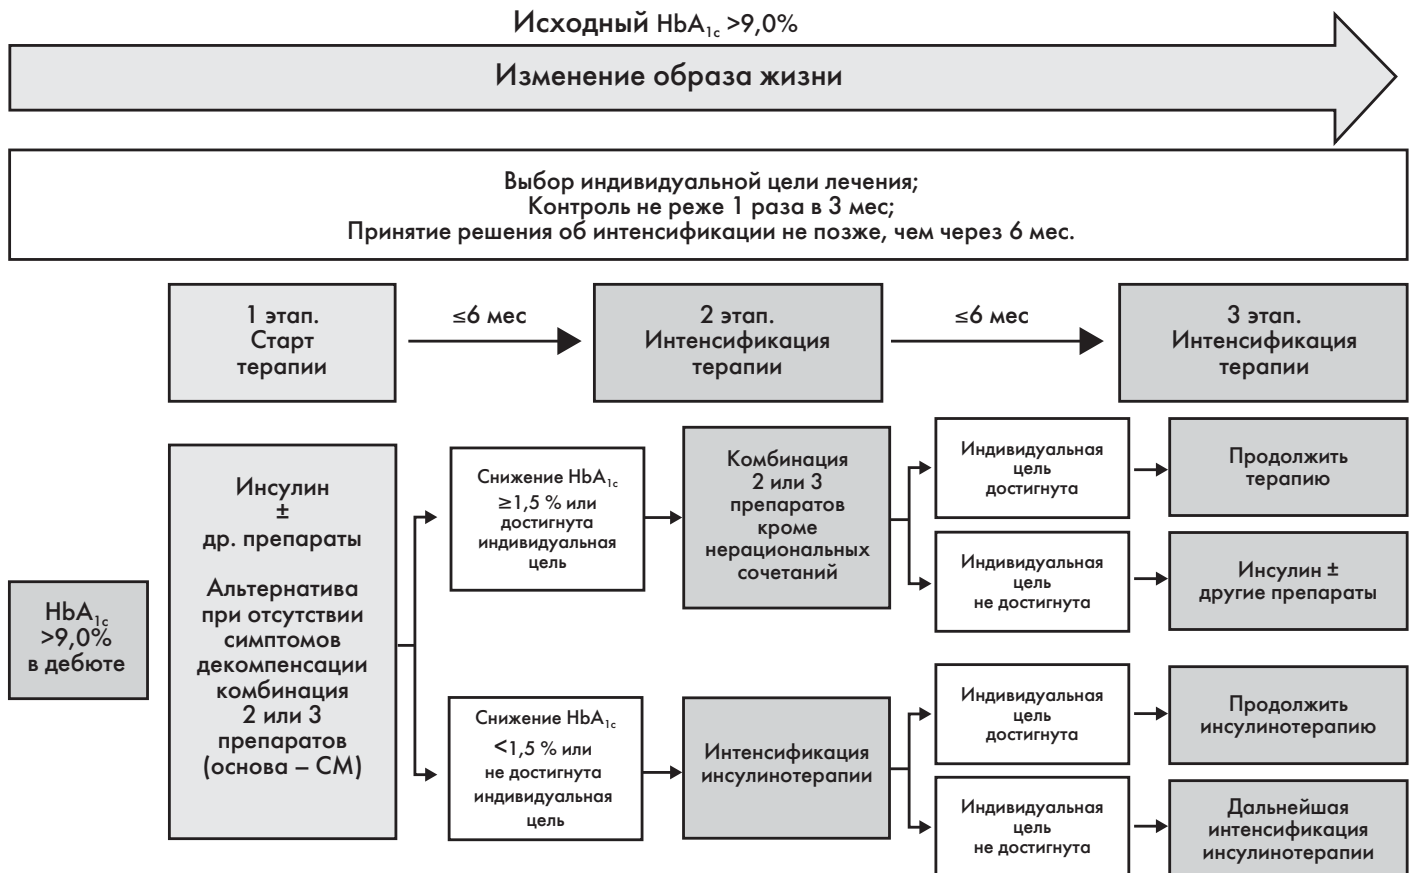 Исходный HbA1c >9,0%
Изменение образа жизни
Выбор индивидуальной цели лечения;
Контроль не реже 1 раза в 3 мес;
Принятие решения об интенсификации не позже, чем через 6 мес.
1 этап.
Старт
терапии
≤6 мес
2 этап.
Интенсификация
терапии
≤6 мес
3 этап.
Интенсификация
терапии
HbA1c
>9,0%
в дебюте
Инсулин
±
др. препараты
Альтернатива
при отсутствии
симптомов
декомпенсации
комбинация
2 или 3
препаратов
(основа – СМ)
Снижение HbA1c
≥1,5 % или
достигнута
индивидуальная
цель
Комбинация
2 или 3
препаратов
кроме
нерациональных
сочетаний
Индивидуальная
цель
достигнута
Продолжить
терапию
Индивидуальная
цель
не достигнута
Инсулин ±
другие препараты
Снижение HbA1c
<1,5 % или
не достигнута
индивидуальная
цель
Интенсификация
инсулинотерапии
Индивидуальная
цель
достигнута
Продолжить
инсулинотерапию
Индивидуальная
цель
не достигнута
Дальнейшая
интенсификация
инсулинотерапии